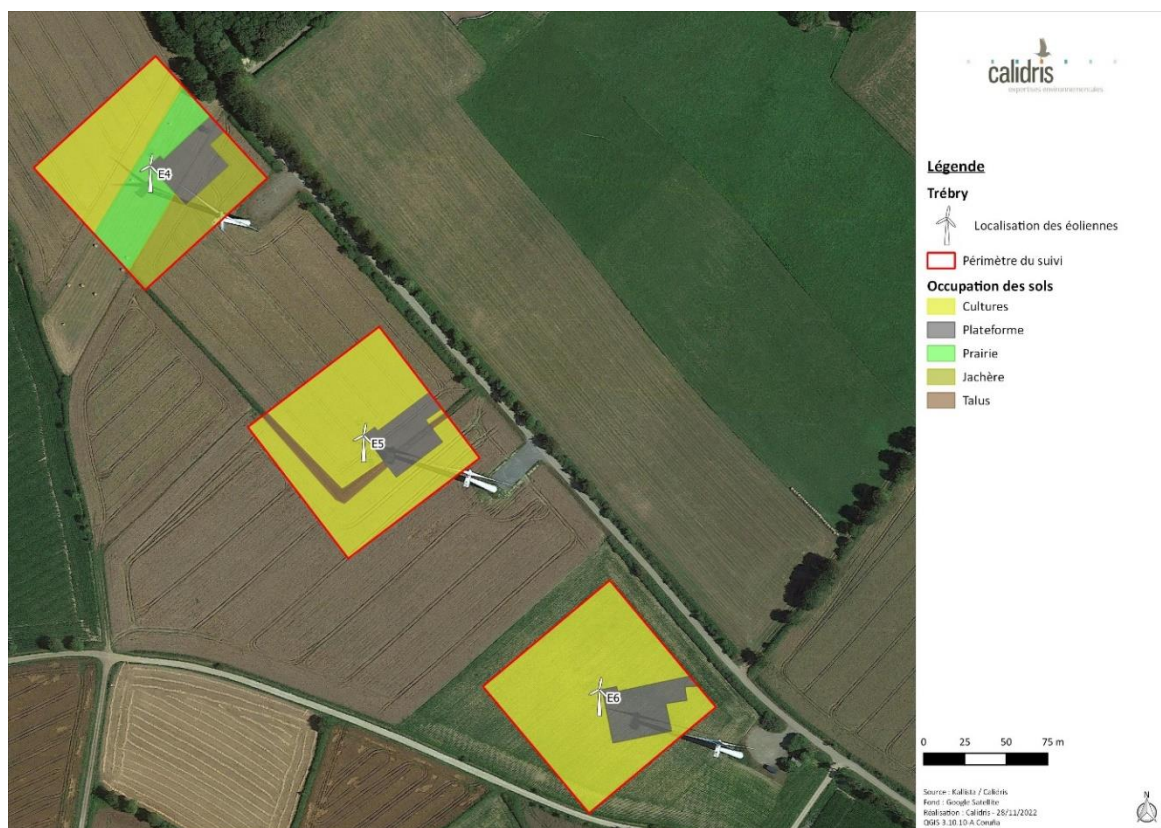 calidris
expertises environnementales
Légende
Trébry
Localisation des éoliennes
Périmètre du suivi
Occupation des sols
Cultures
Plateforme
Prairie
Jachère
Talus
E4
E5
E6
0 25 50 75 m
Source : Kallista / Calidris
Fond : Google Satellite
Réalisation : Calidris - 28/11/2022
QGIS 3.10.10-A Coruña
N